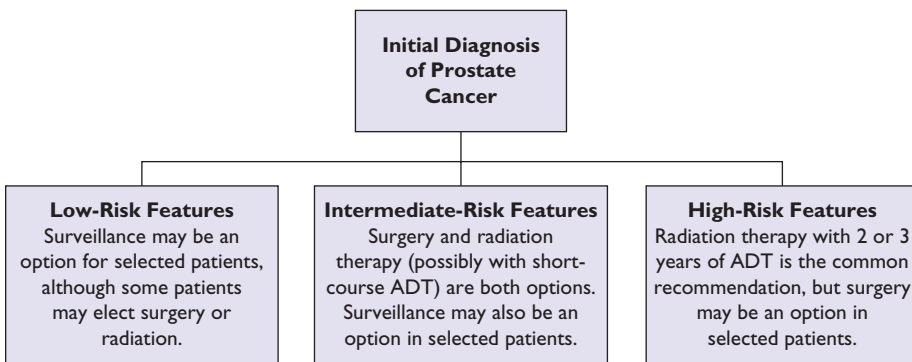 Initial Diagnosis
of Prostate
Cancer
Low-Risk Features
Surveillance may be an
option for selected patients,
although some patients
may elect surgery or
radiation.
Intermediate-Risk Features
Surgery and radiation
therapy (possibly with short-
course ADT) are both options.
Surveillance may also be an
option in selected patients.
High-Risk Features
Radiation therapy with 2 or 3
years of ADT is the common
recommendation, but surgery
may be an option in
selected patients.